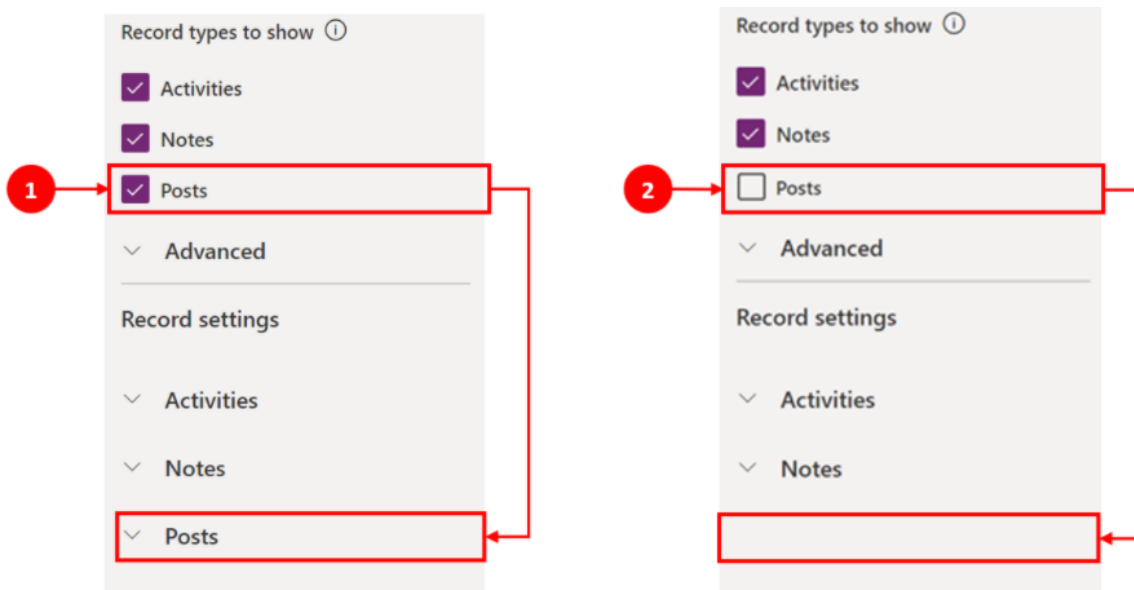 Record types to show
Activities
Notes
1
Posts
Advanced
Record settings
Activities
Notes
Posts
Record types to show
Activities
Notes
2
Posts
Advanced
Record settings
Activities
Notes